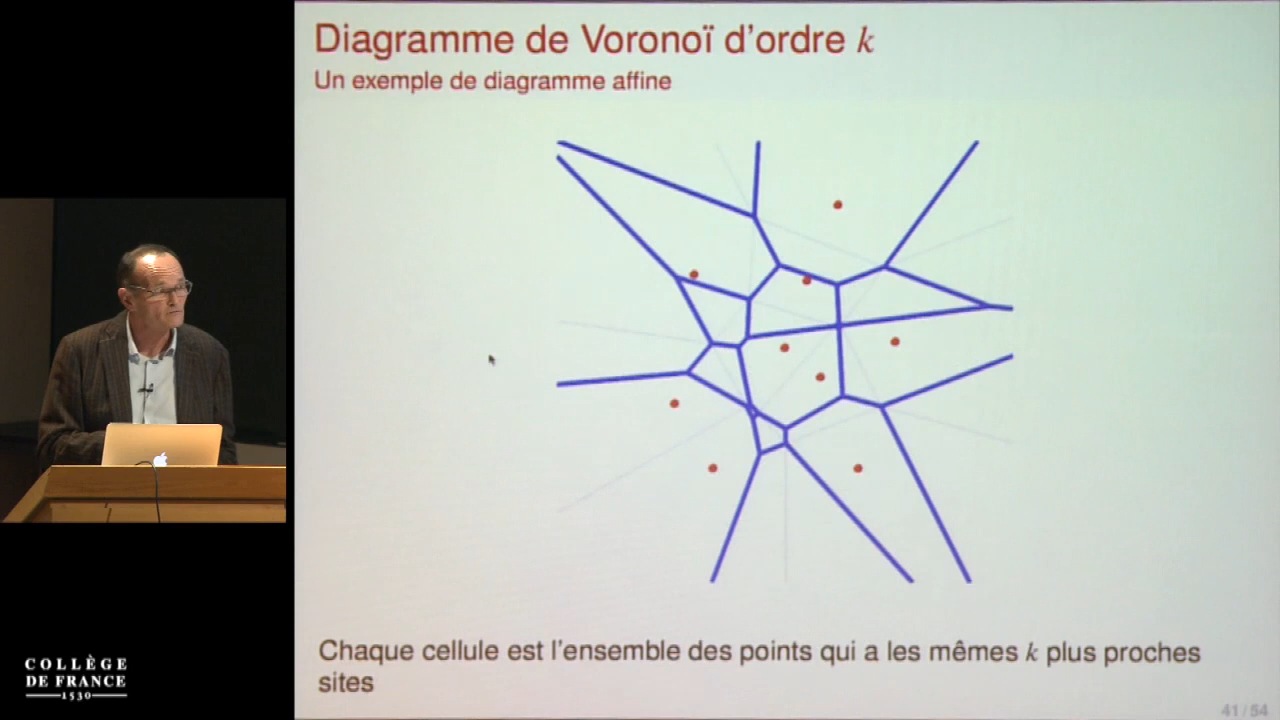 Diagramme de Voronoï d'ordre k
Un exemple de diagramme affine
Chaque cellule est l'ensemble des points qui a les mêmes k plus proches
sites
41 / 54
COLLÈGE
DE FRANCE
1530